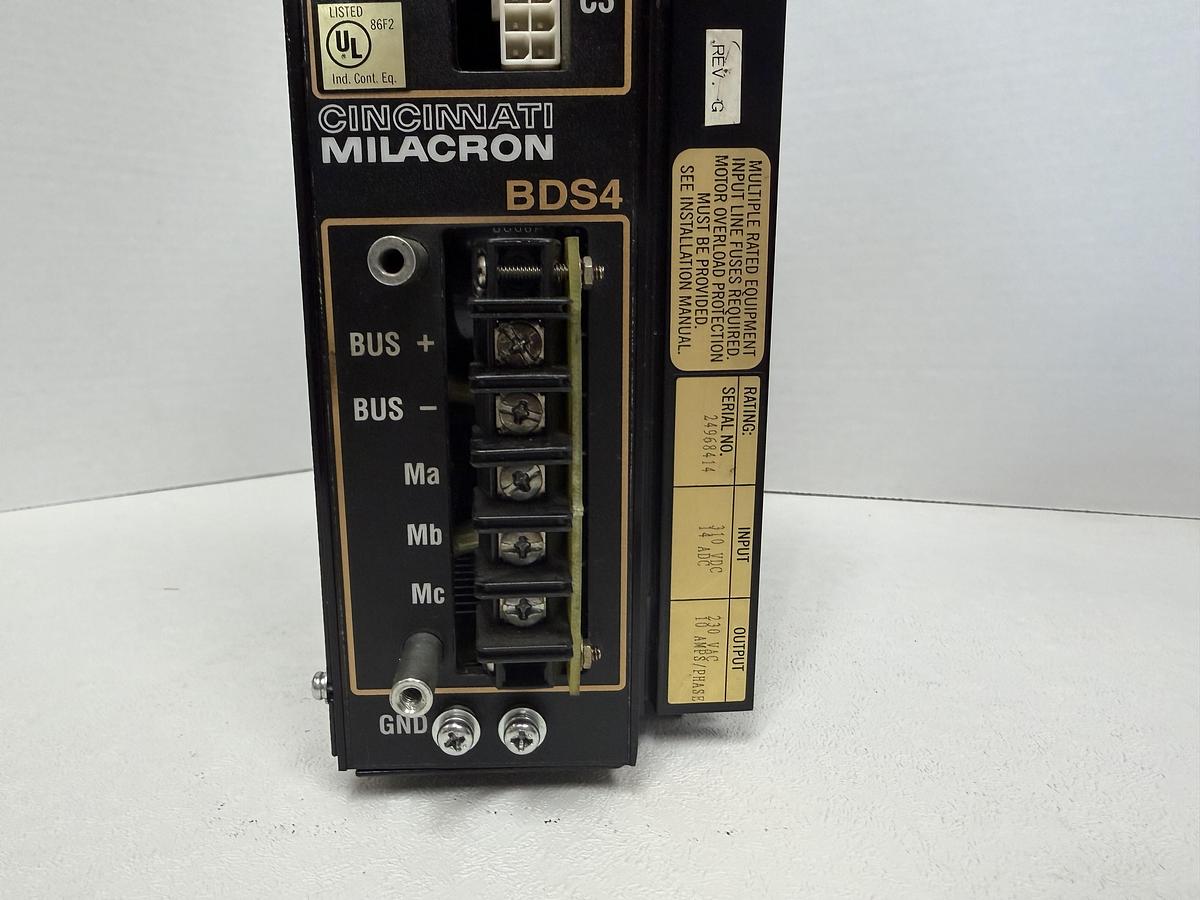 LISTED
86F2
UL
Ind. Cont. Eq.
CINCINNATI
MILACRON
BDS4
BUS +
BUS −
Ma
Mb
Mc
GND
REV. G
MULTIPLE RATED EQUIPMENT
INPUT LINE FUSES REQUIRED.
MOTOR OVERLOAD PROTECTION
MUST BE PROVIDED.
SEE INSTALLATION MANUAL.
RATING:
SERIAL NO.
24968414
INPUT
310 VDC
14 ADC
OUTPUT
230 VAC
10 AMPS/PHASE